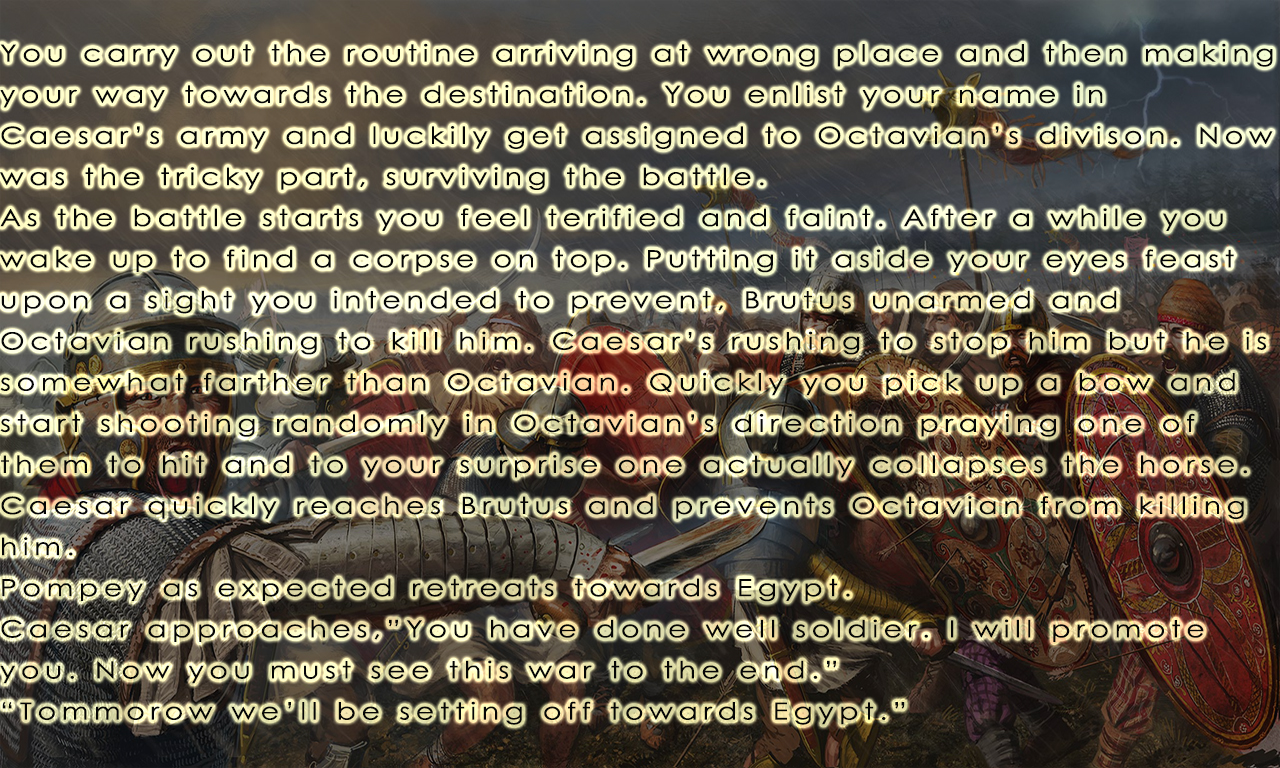 You carry out the routine arriving at wrong place and then making
your way towards the destination. You enlist your name in
Caesar's army and luckily get assigned to Octavian's divison. Now
was the tricky part, surviving the battle.
As the battle starts you feel terified and faint. After a while you
wake up to find a corpse on top. Putting it aside your eyes feast
upon a sight you intended to prevent, Brutus unarmed and
Octavian rushing to kill him. Caesar's rushing to stop him but he is
somewhat farther than Octavian. Quickly you pick up a bow and
start shooting randomly in Octavian's direction praying one of
them to hit and to your surprise one actually collapses the horse.
Caesar quickly reaches Brutus and prevents Octavian from killing
him.
Pompey as expected retreats towards Egypt.
Caesar approaches,"You have done well soldier. I will promote
you. Now you must see this war to the end."
“Tommorow we'll be setting off towards Egypt.”